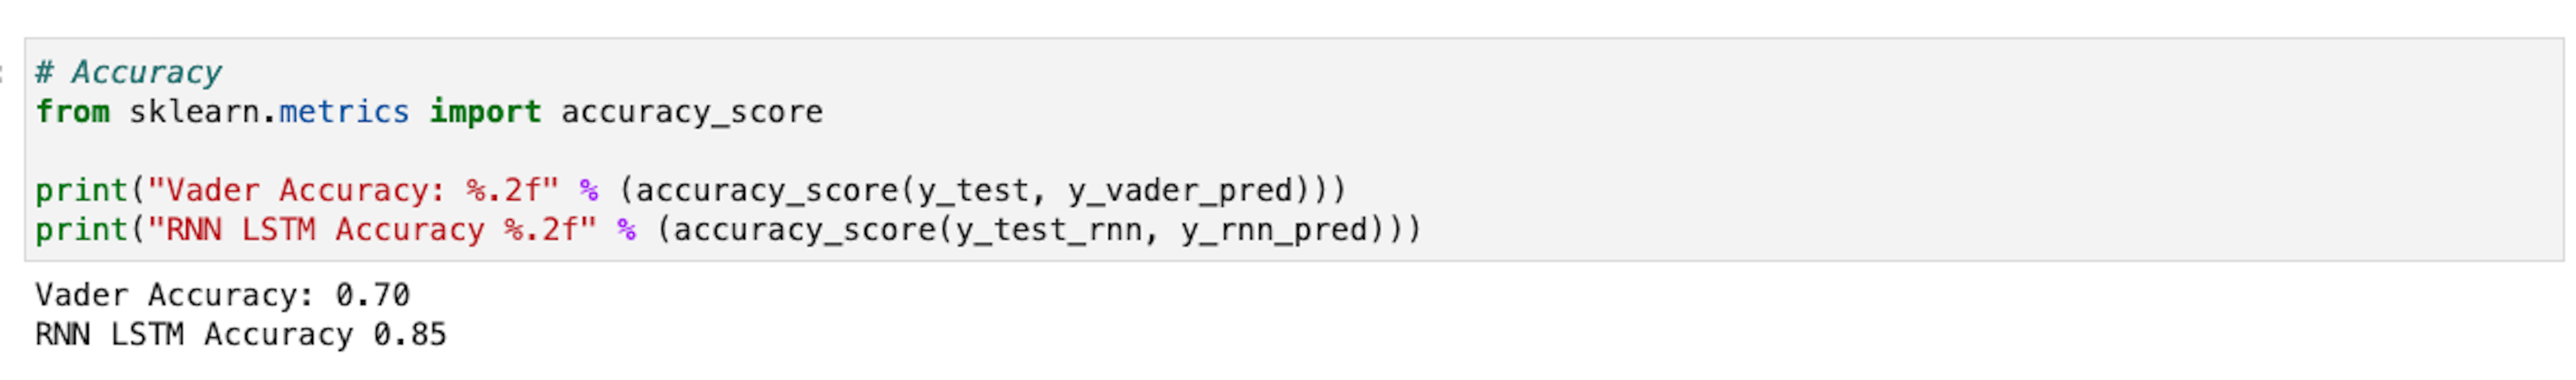 # Accuracy
from sklearn.metrics import accuracy_score
print("Vader Accuracy: %.2f" % (accuracy_score(y_test, y_vader_pred)))
print("RNN LSTM Accuracy %.2f" % (accuracy_score(y_test_rnn, y_rnn_pred)))
Vader Accuracy: 0.70
RNN LSTM Accuracy 0.85